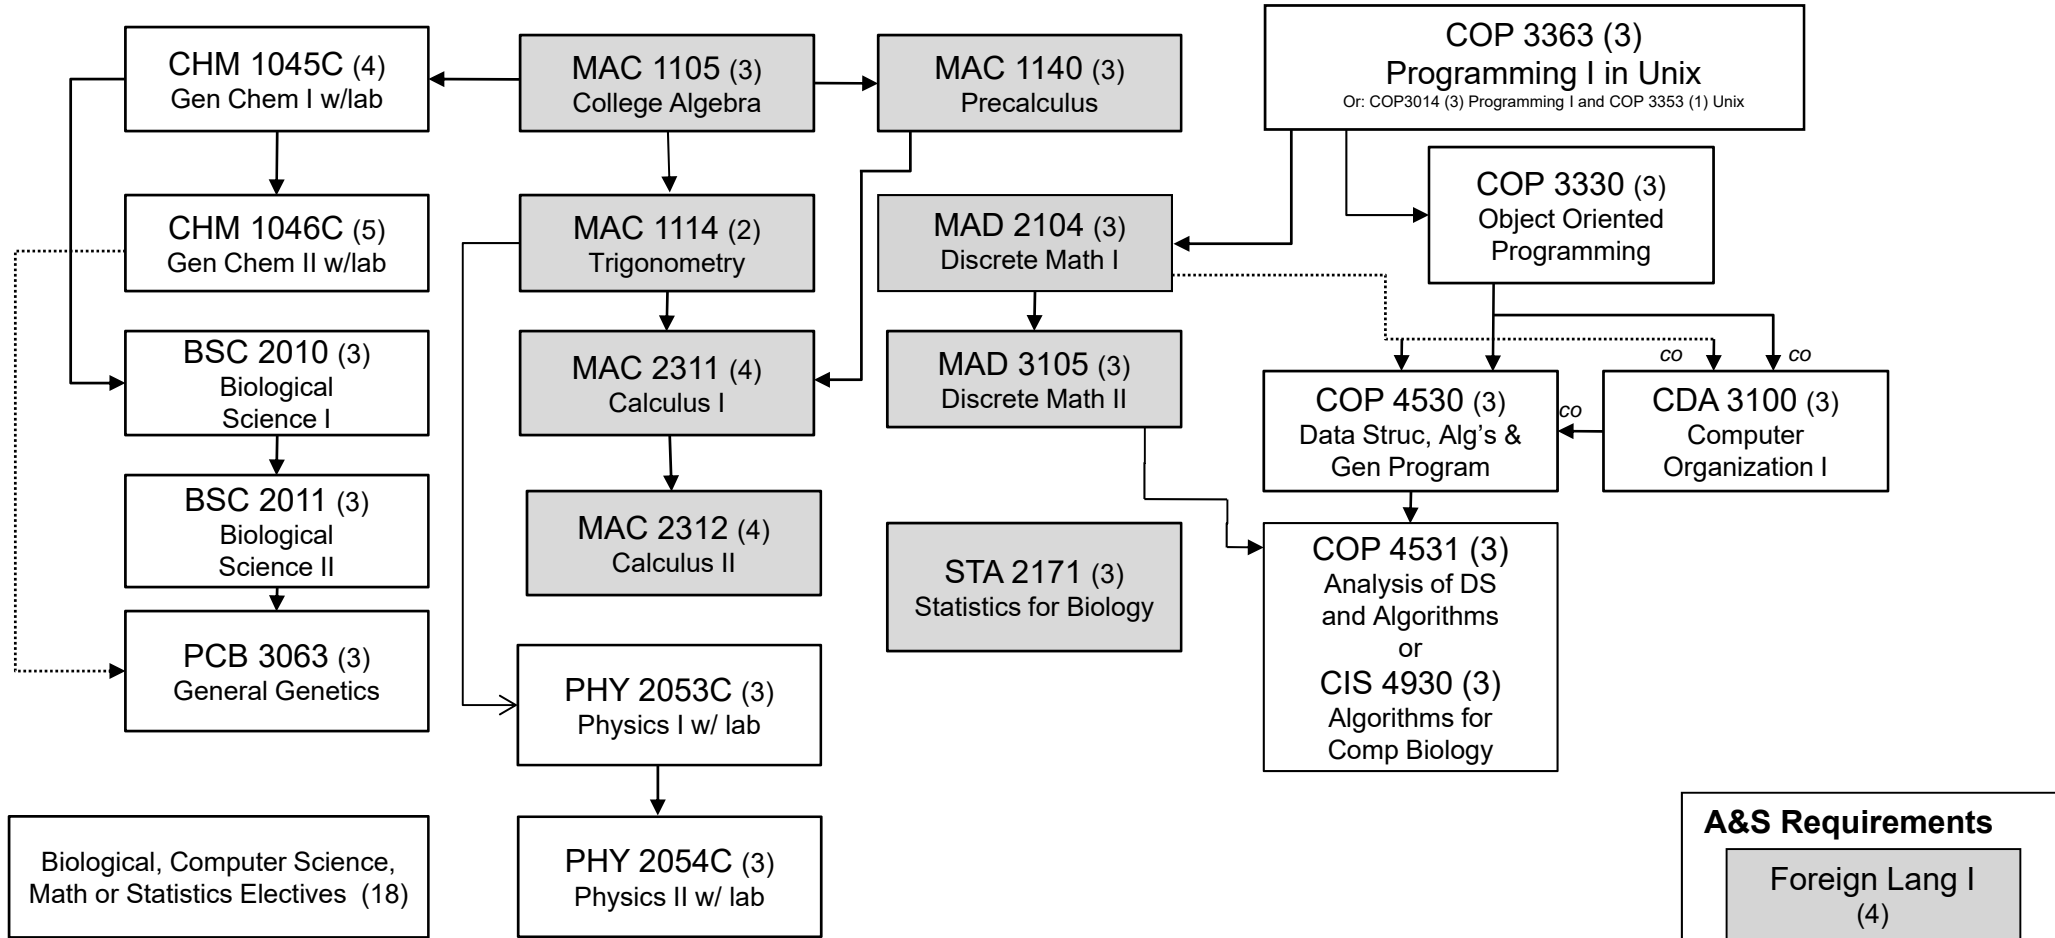 CHM 1045C (4)
Gen Chem I w/lab
MAC 1105 (3)
College Algebra
MAC 1140 (3)
Precalculus
COP 3363 (3)
Programming I in Unix
Or: COP3014 (3) Programming I and COP 3353 (1) Unix
COP 3330 (3)
Object Oriented
Programming
CHM 1046C (5)
Gen Chem II w/lab
MAC 1114 (2)
Trigonometry
MAD 2104 (3)
Discrete Math I
BSC 2010 (3)
Biological
Science I
MAC 2311 (4)
Calculus I
MAD 3105 (3)
Discrete Math II
co
co
COP 4530 (3)
Data Struc, Alg’s &
Gen Program
co
CDA 3100 (3)
Computer
Organization I
BSC 2011 (3)
Biological
Science II
MAC 2312 (4)
Calculus II
STA 2171 (3)
Statistics for Biology
COP 4531 (3)
Analysis of DS
and Algorithms
or
CIS 4930 (3)
Algorithms for
Comp Biology
PCB 3063 (3)
General Genetics
PHY 2053C (3)
Physics I w/ lab
Biological, Computer Science,
Math or Statistics Electives (18)
PHY 2054C (3)
Physics II w/ lab
A&S Requirements
Foreign Lang I
(4)